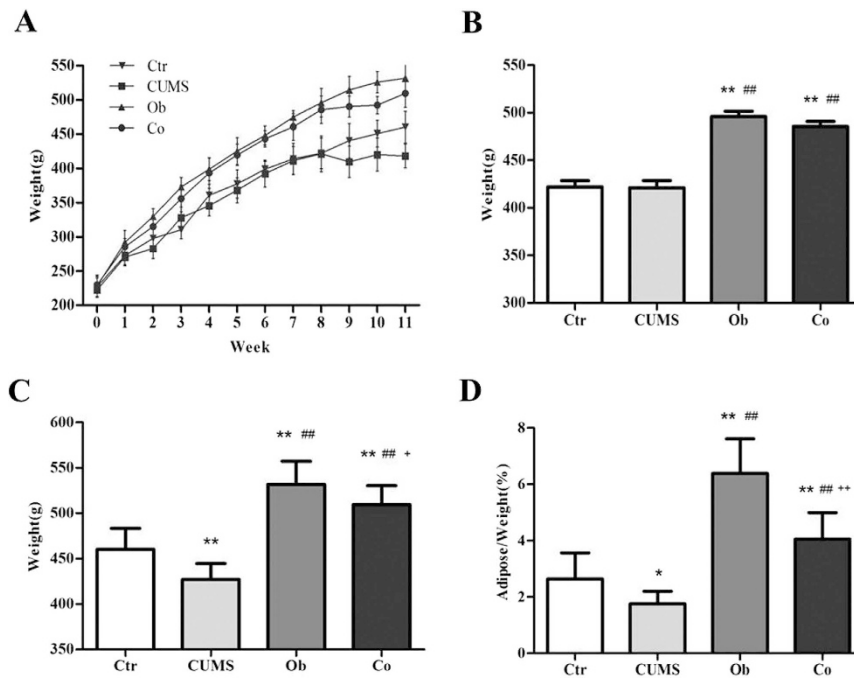 A
Weight(g)
550
500
450
400
350
300
250
200
Ctr
CUMS
Ob
Co
0 1 2 3 4 5 6 7 8 9 10 11
Week
B
Weight(g)
500
450
400
350
300
** ##
** ##
Ctr CUMS Ob Co
C
Weight(g)
600
550
500
450
400
350
**
** ##
** ## +
Ctr CUMS Ob Co
D
Adipose/Weight(%)
8
6
4
2
0
*
** ##
** ## ++
Ctr CUMS Ob Co